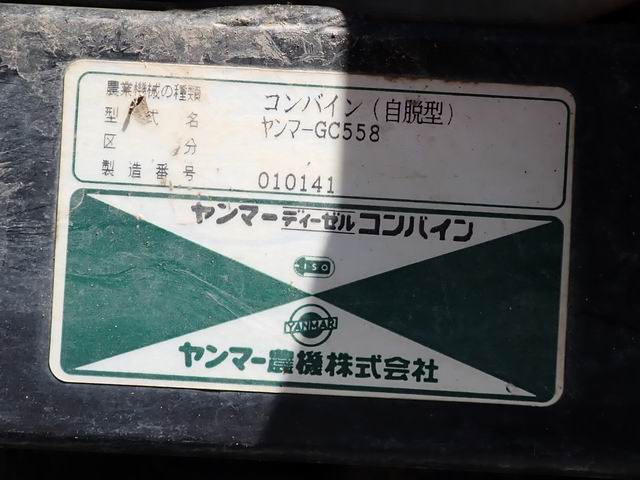 農業機械の種類 コンバイン(自脱型)
型式名 ヤンマーGC558
区分
製造番号 010141
ヤンマーディーゼルコンバイン
ISO
YANMAR
ヤンマー農機株式会社